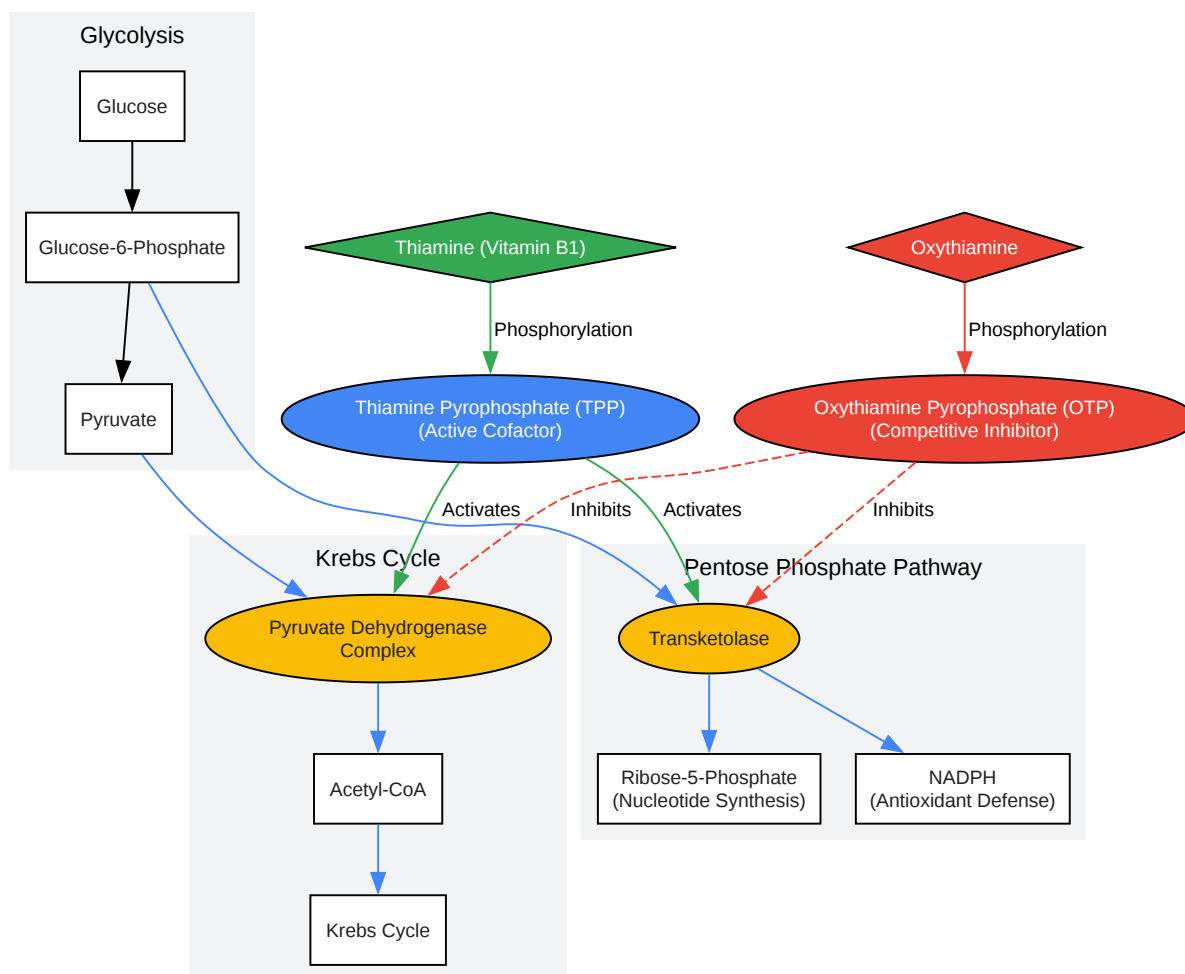 Glycolysis
Glucose
Glucose-6-Phosphate
Thiamine (Vitamin B1)
Oxythiamine
Phosphorylation
Phosphorylation
Pyruvate
Thiamine Pyrophosphate (TPP)
(Active Cofactor)
Oxythiamine Pyrophosphate (OTP)
(Competitive Inhibitor)
Activates
Inhibits
Activates
Inhibits
Krebs Cycle
Pentose Phosphate Pathway
Pyruvate Dehydrogenase
Complex
Transketolase
Acetyl-CoA
Ribose-5-Phosphate
(Nucleotide Synthesis)
NADPH
(Antioxidant Defense)
Krebs Cycle